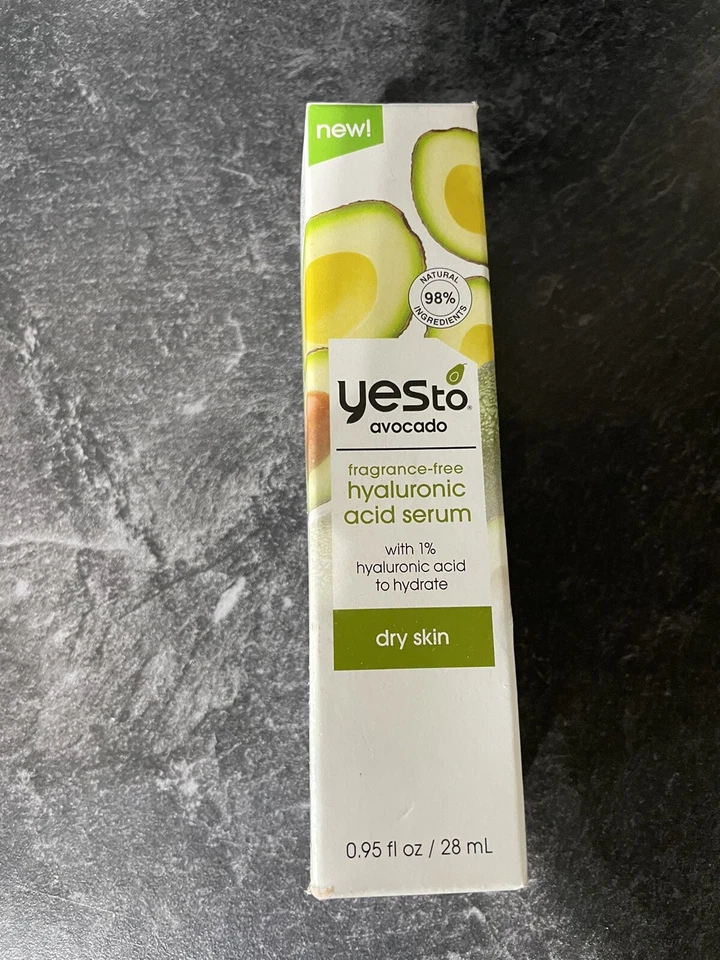 new!
NATURAL
98%
INGREDIENTS
yesto®
avocado
fragrance-free
hyaluronic
acid serum
with 1%
hyaluronic acid
to hydrate
dry skin
0.95 fl oz / 28 mL